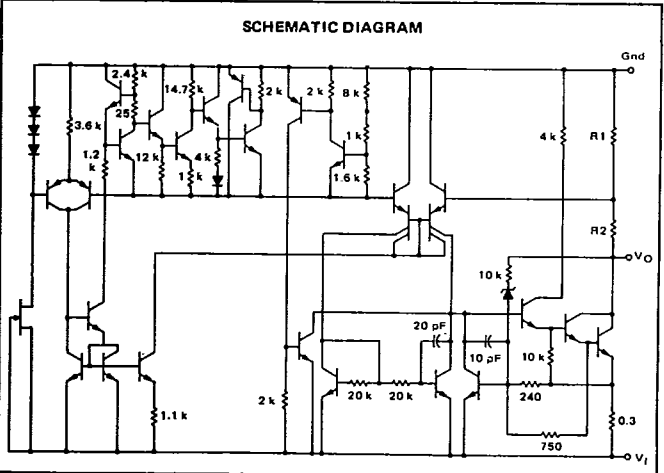 SCHEMATIC DIAGRAM
Gnd
2.4 k
14.7 k
2 k
2 k
8 k
25
3.6 k
4 k
R1
1 k
1.2 k
12 k
4 k
1 k
1.6 k
R2
VO
10 k
20 pF
10 pF
10 k
20 k
20 k
2 k
240
1.1 k
0.3
750
VI